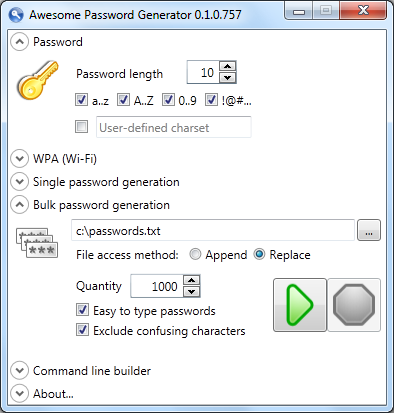 Awesome Password Generator 0.1.0.757
Password
Password length 10
a..z A..Z 0..9 !@#...
User-defined charset
WPA (Wi-Fi)
Single password generation
Bulk password generation
c:\passwords.txt ...
File access method: Append Replace
Quantity 1000
Easy to type passwords
Exclude confusing characters
Command line builder
About...